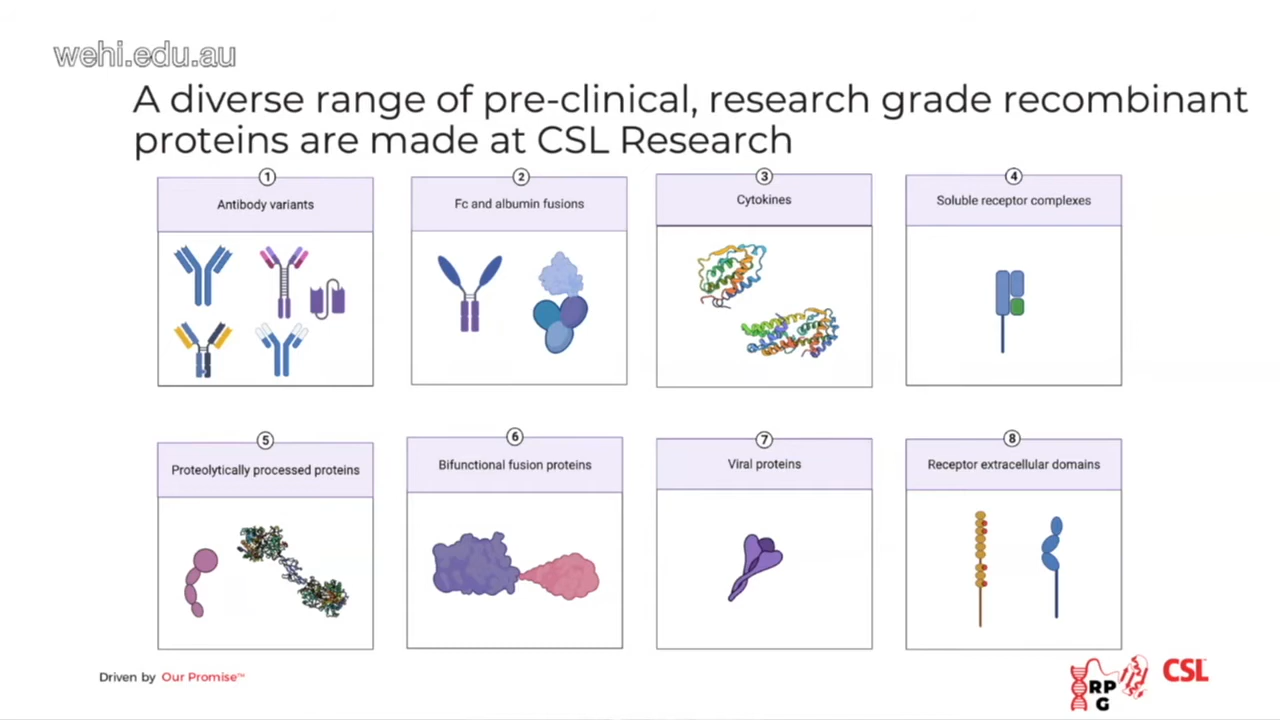 wehi.edu.au
A diverse range of pre-clinical, research grade recombinant
proteins are made at CSL Research
1
Antibody variants
2
Fc and albumin fusions
3
Cytokines
4
Soluble receptor complexes
5
Proteolytically processed proteins
6
Bifunctional fusion proteins
7
Viral proteins
8
Receptor extracellular domains
Driven by Our Promise™
RP
G
CSL™